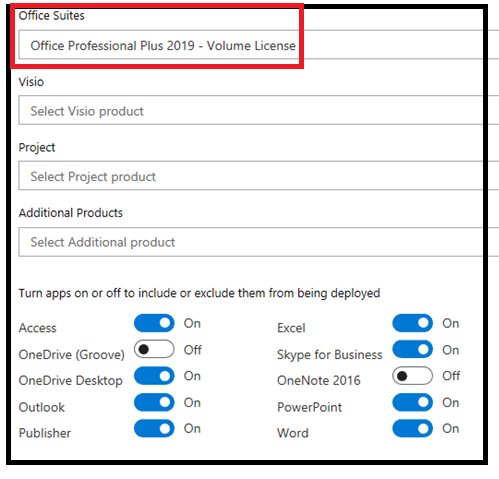 Office Suites
Office Professional Plus 2019 - Volume License
Visio
Select Visio product
Project
Select Project product
Additional Products
Select Additional product
Turn apps on or off to include or exclude them from being deployed
Access On Excel On
OneDrive (Groove) Off Skype for Business On
OneDrive Desktop On OneNote 2016 Off
Outlook On PowerPoint On
Publisher On Word On